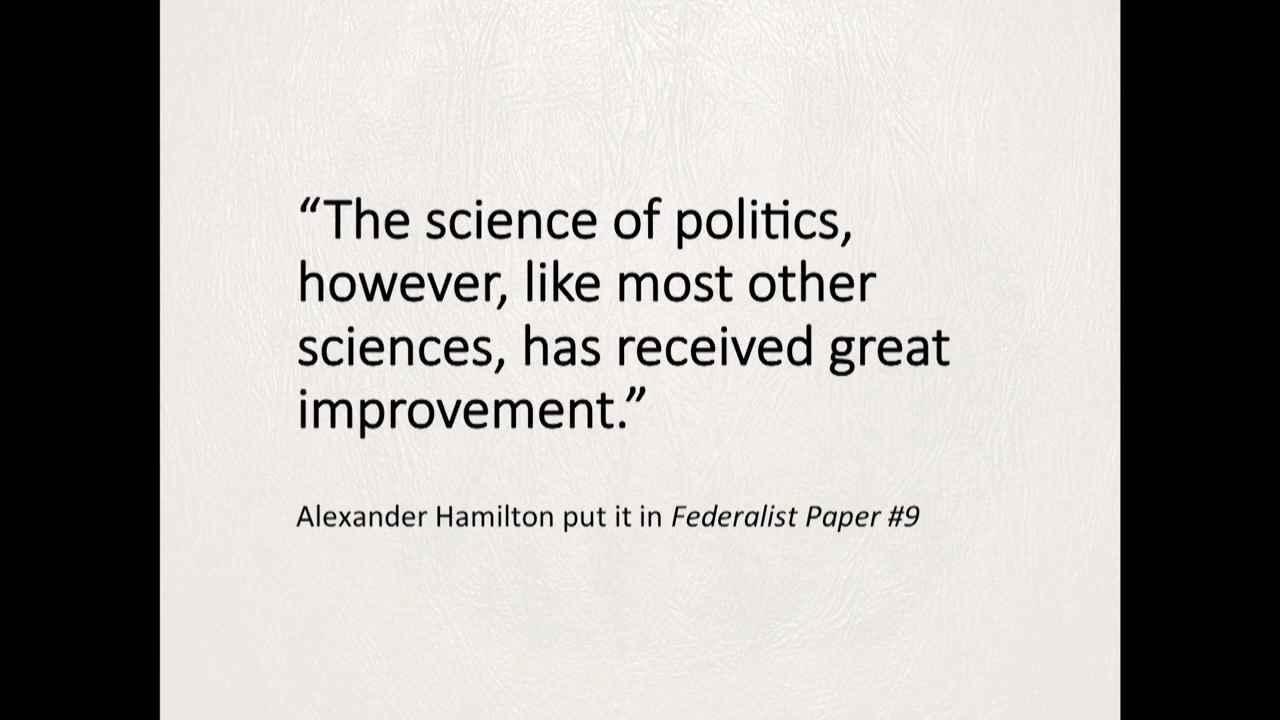 “The science of politics,
however, like most other
sciences, has received great
improvement.”
Alexander Hamilton put it in Federalist Paper #9